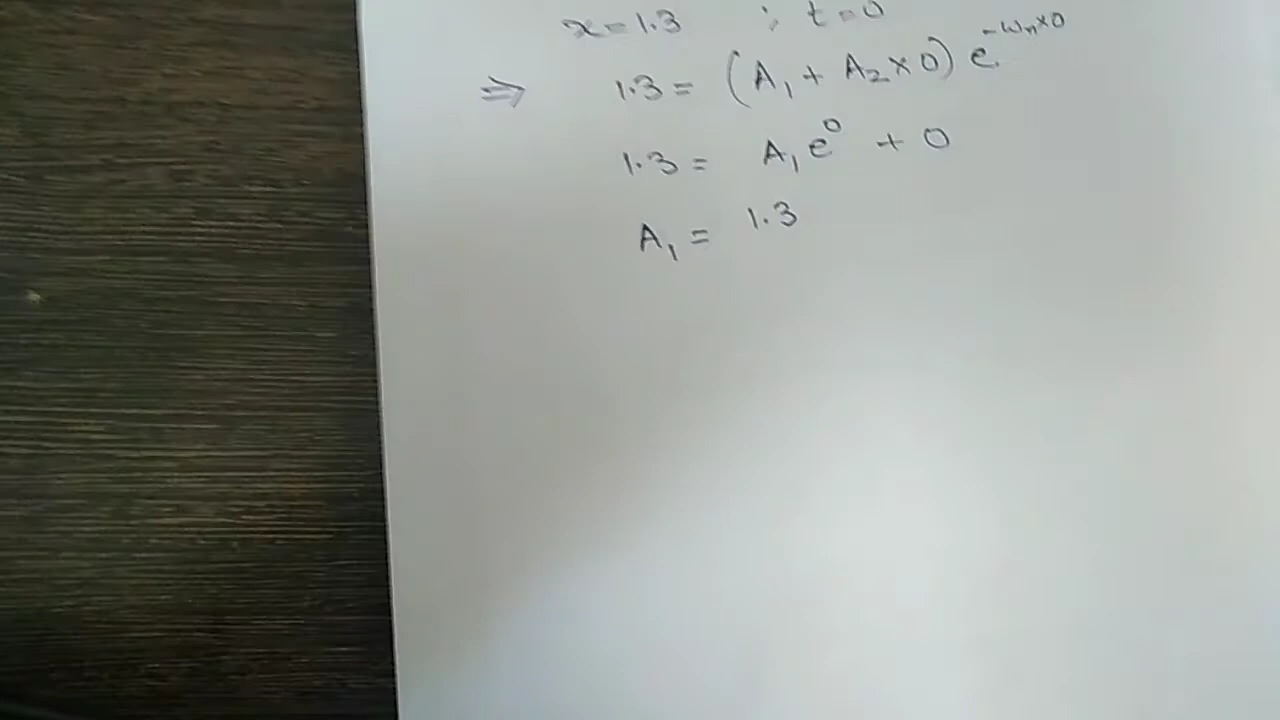 x = 1.3 ; t = 0
⇒ 1.3 = (A₁ + A₂ × 0) e^{-ωₙ×0}
1.3 = A₁ e⁰ + 0
A₁ = 1.3